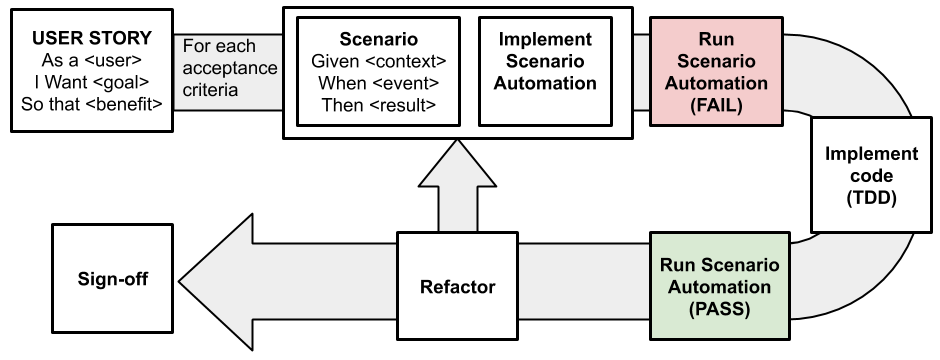 USER STORY
As a <user>
I Want <goal>
So that <benefit>
For each
acceptance
criteria
Scenario
Given <context>
When <event>
Then <result>
Implement
Scenario
Automation
Run
Scenario
Automation
(FAIL)
Implement
code
(TDD)
Run Scenario
Automation
(PASS)
Refactor
Sign-off